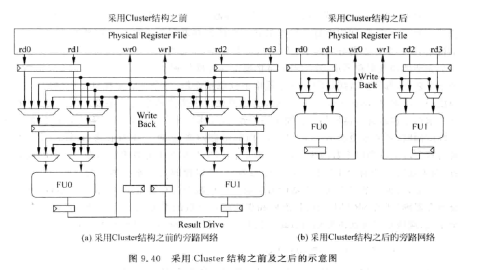 采用Cluster结构之前
采用Cluster结构之后
Physical Register File
rd0 rd1 wr0 wr1 rd2 rd3
Write
Back
FU0
FU1
Result Drive
Physical Register File
rd0 rd1 wr0 wr1 rd2 rd3
Write
Back
FU0
FU1
(a) 采用Cluster结构之前的旁路网络
(b) 采用Cluster结构之后的旁路网络
图 9.40 采用 Cluster 结构之前及之后的示意图